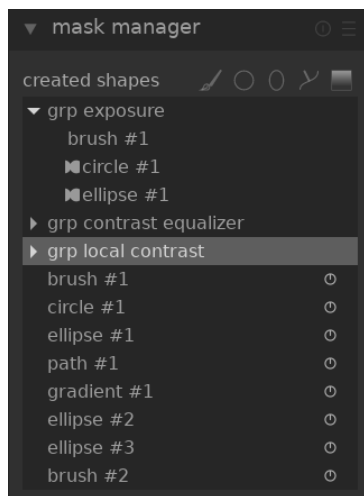 mask manager
created shapes
grp exposure
brush #1
circle #1
ellipse #1
grp contrast equalizer
grp local contrast
brush #1
circle #1
ellipse #1
path #1
gradient #1
ellipse #2
ellipse #3
brush #2